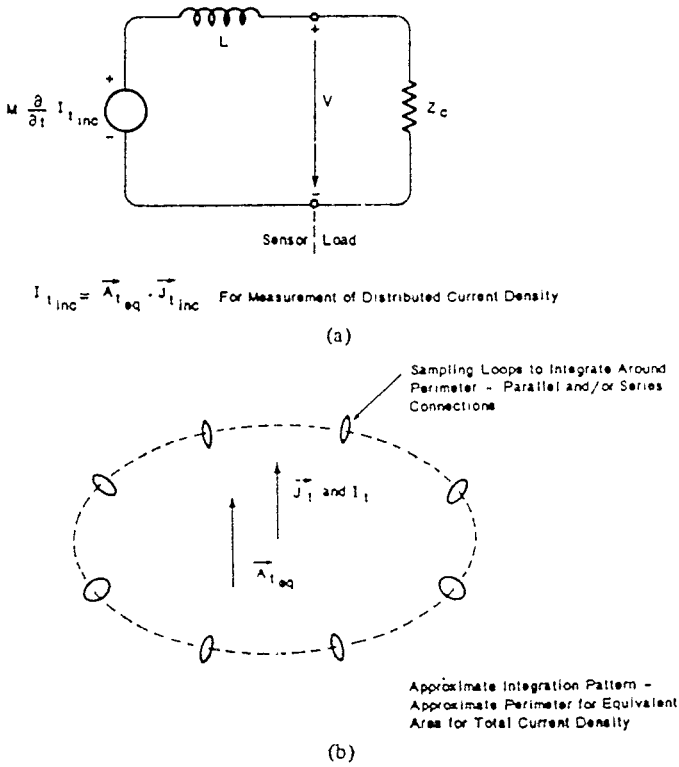 L
+
+
M ∂/∂t I t inc
V
Z c
-
-
Sensor Load
I t inc = A t eq · J t inc For Measurement of Distributed Current Density
(a)
Sampling Loops to Integrate Around
Perimeter - Parallel and/or Series
Connections
J t and I t
A t eq
Approximate Integration Pattern -
Approximate Perimeter for Equivalent
Area for Total Current Density
(b)